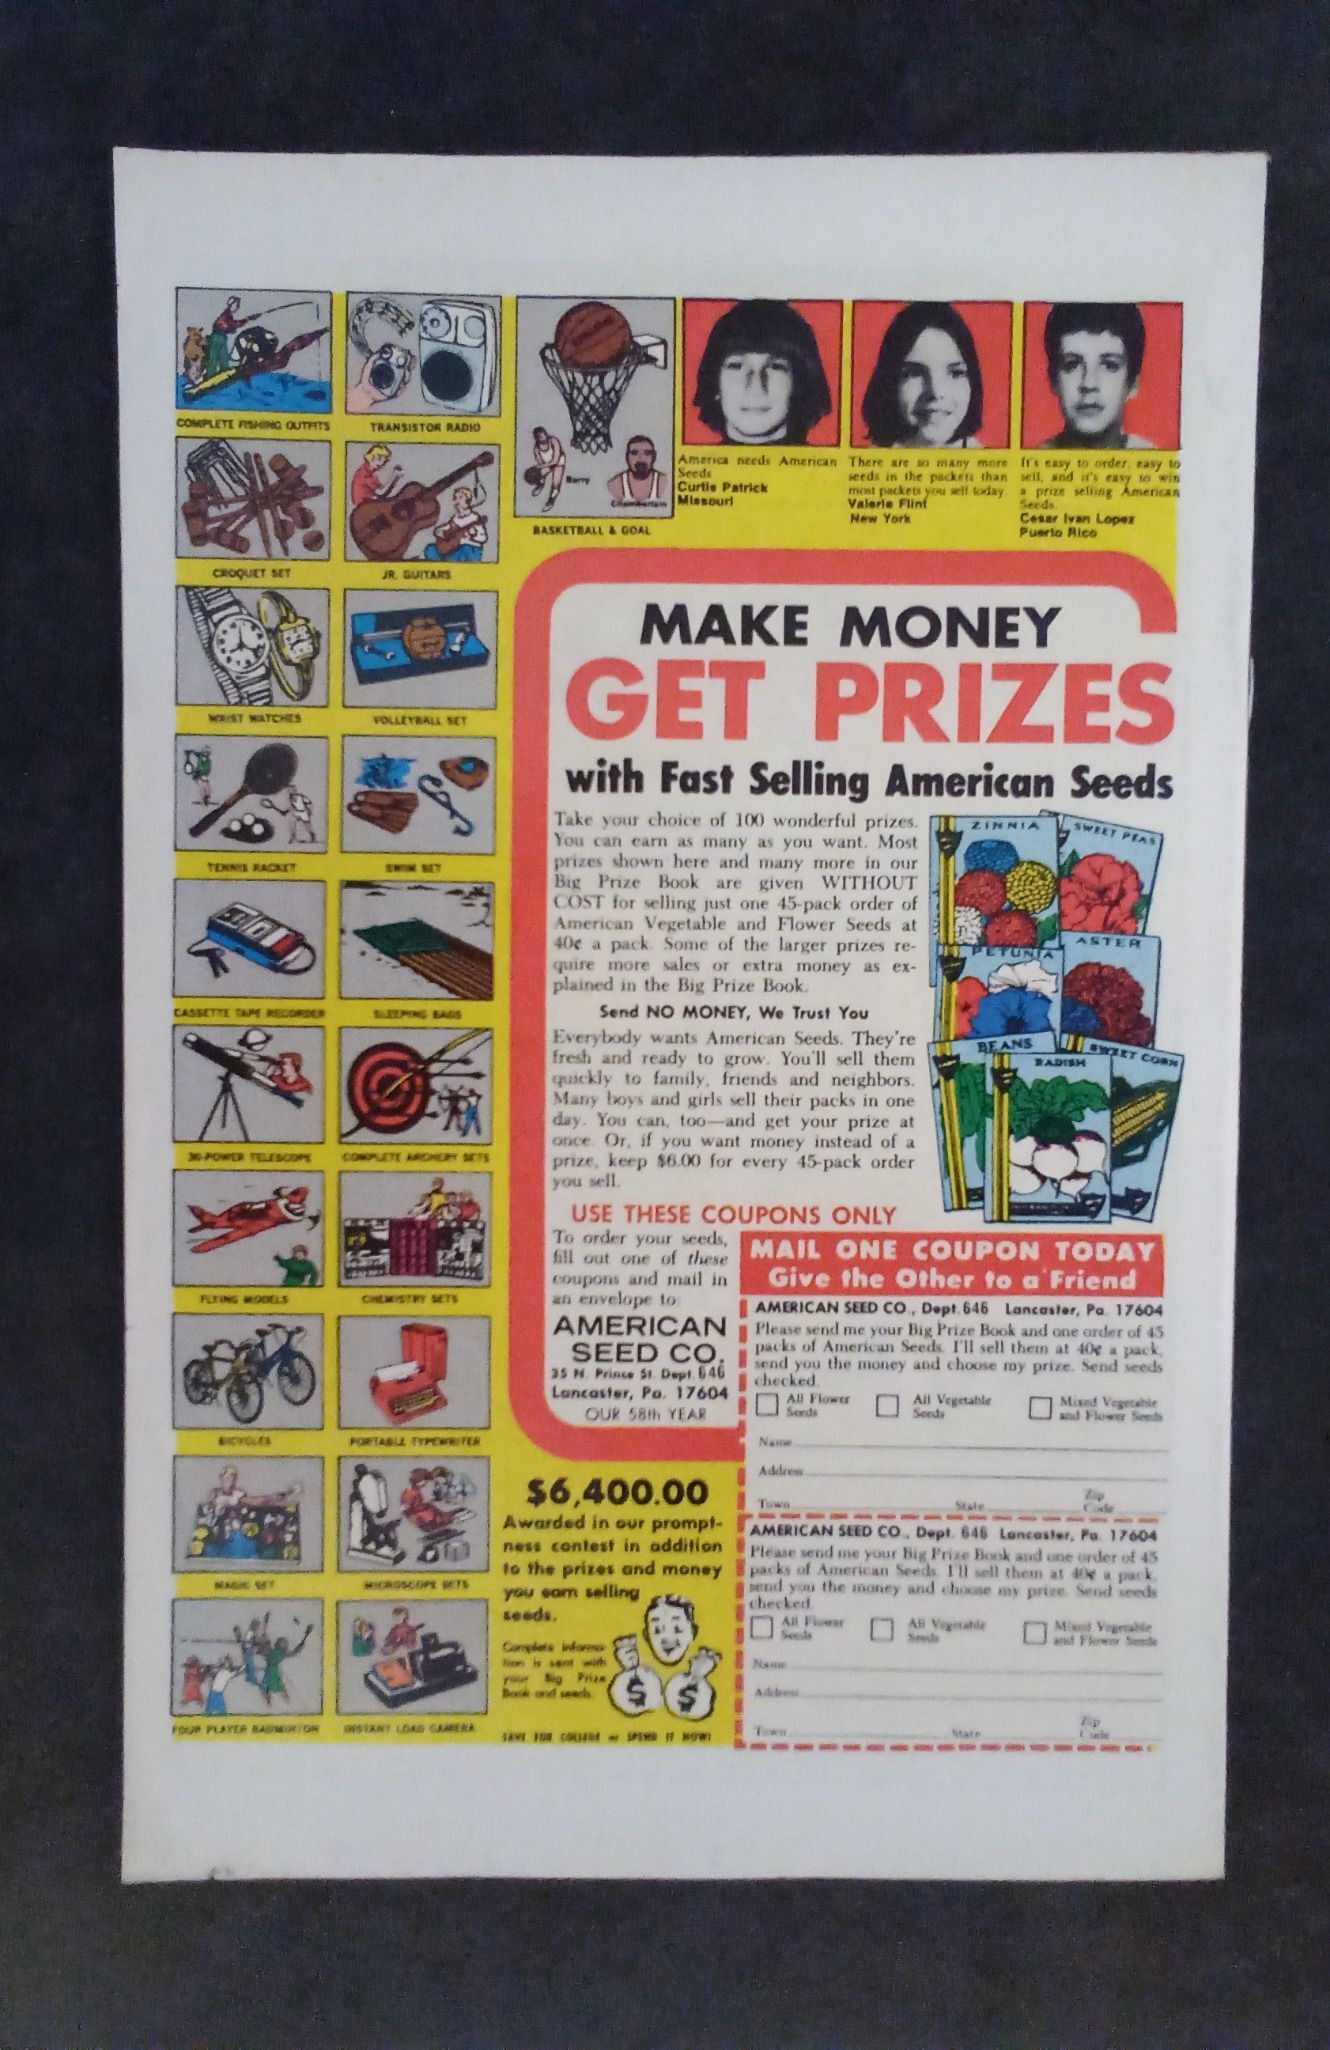 COMPLETE FISHING OUTFITS
TRANSISTOR RADIO
CROQUET SET
JR. GUITARS
WRIST WATCHES
VOLLEYBALL SET
TENNIS RACKET
SWIM SET
CASSETTE TAPE RECORDER
SLEEPING BAGS
30-POWER TELESCOPE
COMPLETE ARCHERY SETS
FLYING MODELS
CHEMISTRY SETS
BICYCLES
PORTABLE TYPEWRITER
MAGIC SET
MICROSCOPE SETS
FOUR PLAYER BADMINTON
INSTANT LOAD CAMERA
Barry
Chamberlain
BASKETBALL & GOAL
America needs American
Seeds
Curtis Patrick
Missouri
There are so many more
seeds in the packets than
most packets you sell today.
Valerie Flint
New York
It's easy to order, easy to
sell, and it's easy to win
a prize selling American
Seeds.
Cesar Ivan Lopez
Puerto Rico
MAKE MONEY
GET PRIZES
with Fast Selling American Seeds
Take your choice of 100 wonderful prizes.
You can earn as many as you want. Most
prizes shown here and many more in our
Big Prize Book are given WITHOUT
COST for selling just one 45-pack order of
American Vegetable and Flower Seeds at
40¢ a pack. Some of the larger prizes re-
quire more sales or extra money as ex-
plained in the Big Prize Book.
Send NO MONEY, We Trust You
Everybody wants American Seeds. They're
fresh and ready to grow. You'll sell them
quickly to family, friends and neighbors.
Many boys and girls sell their packs in one
day. You can, too—and get your prize at
once. Or, if you want money instead of a
prize, keep $6.00 for every 45-pack order
you sell.
ZINNIA
SWEET PEAS
PETUNIA
ASTER
BEANS
RADISH
SWEET CORN
USE THESE COUPONS ONLY
To order your seeds,
fill out one of these
coupons and mail in
an envelope to:
AMERICAN
SEED CO.
35 N. Prince St. Dept. 646
Lancaster, Pa. 17604
OUR 58th YEAR
MAIL ONE COUPON TODAY
Give the Other to a Friend
AMERICAN SEED CO., Dept. 646 Lancaster, Pa. 17604
Please send me your Big Prize Book and one order of 45
packs of American Seeds. I'll sell them at 40¢ a pack,
send you the money and choose my prize. Send seeds
checked.
All Flower
Seeds
All Vegetable
Seeds
Mixed Vegetable
and Flower Seeds
Name
Address
Town State Zip Code
AMERICAN SEED CO., Dept. 646 Lancaster, Pa. 17604
Please send me your Big Prize Book and one order of 45
packs of American Seeds. I'll sell them at 40¢ a pack,
send you the money and choose my prize. Send seeds
checked.
All Flower
Seeds
All Vegetable
Seeds
Mixed Vegetable
and Flower Seeds
Name
Address
Town State Zip Code
$6,400.00
Awarded in our prompt-
ness contest in addition
to the prizes and money
you earn selling
seeds.
Complete informa-
tion is sent with
your Big Prize
Book and seeds.
$ $
SAVE FOR COLLEGE or SPEND IT NOW!